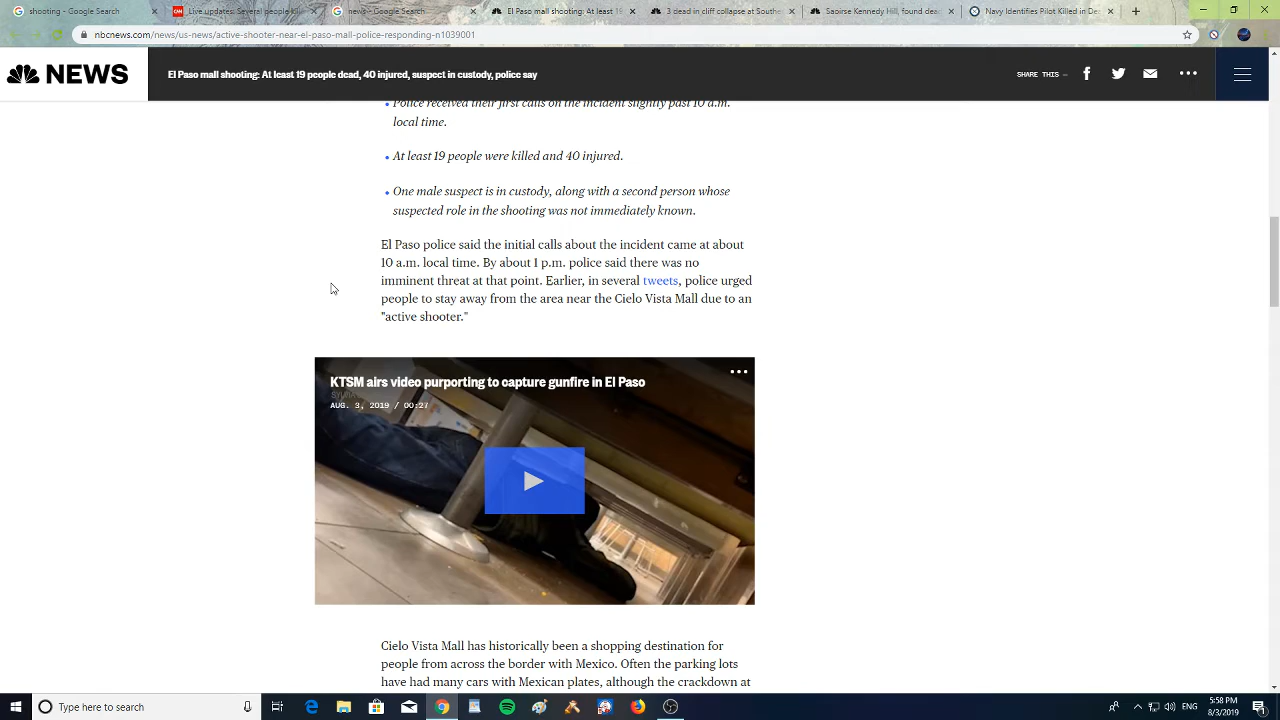 shooting - Google Search
Live updates: Several people kill
news - Google Search
El Paso mall shooting: At least 19
3 dead in cliff collapse at Southe
Saoirse Kennedy Hill, found dea
Navy Identifies Pilot Killed in De
nbcnews.com/news/us-news/active-shooter-near-el-paso-mall-police-responding-n1039001
NEWS
El Paso mall shooting: At least 19 people dead, 40 injured, suspect in custody, police say
SHARE THIS —
Police received their first calls on the incident slightly past 10 a.m.
local time.
At least 19 people were killed and 40 injured.
One male suspect is in custody, along with a second person whose
suspected role in the shooting was not immediately known.
El Paso police said the initial calls about the incident came at about
10 a.m. local time. By about 1 p.m. police said there was no
imminent threat at that point. Earlier, in several tweets, police urged
people to stay away from the area near the Cielo Vista Mall due to an
"active shooter."
KTSM airs video purporting to capture gunfire in El Paso
AUG. 3, 2019 / 00:27
Cielo Vista Mall has historically been a shopping destination for
people from across the border with Mexico. Often the parking lots
have had many cars with Mexican plates, although the crackdown at
Type here to search
ENG
5:58 PM
8/3/2019